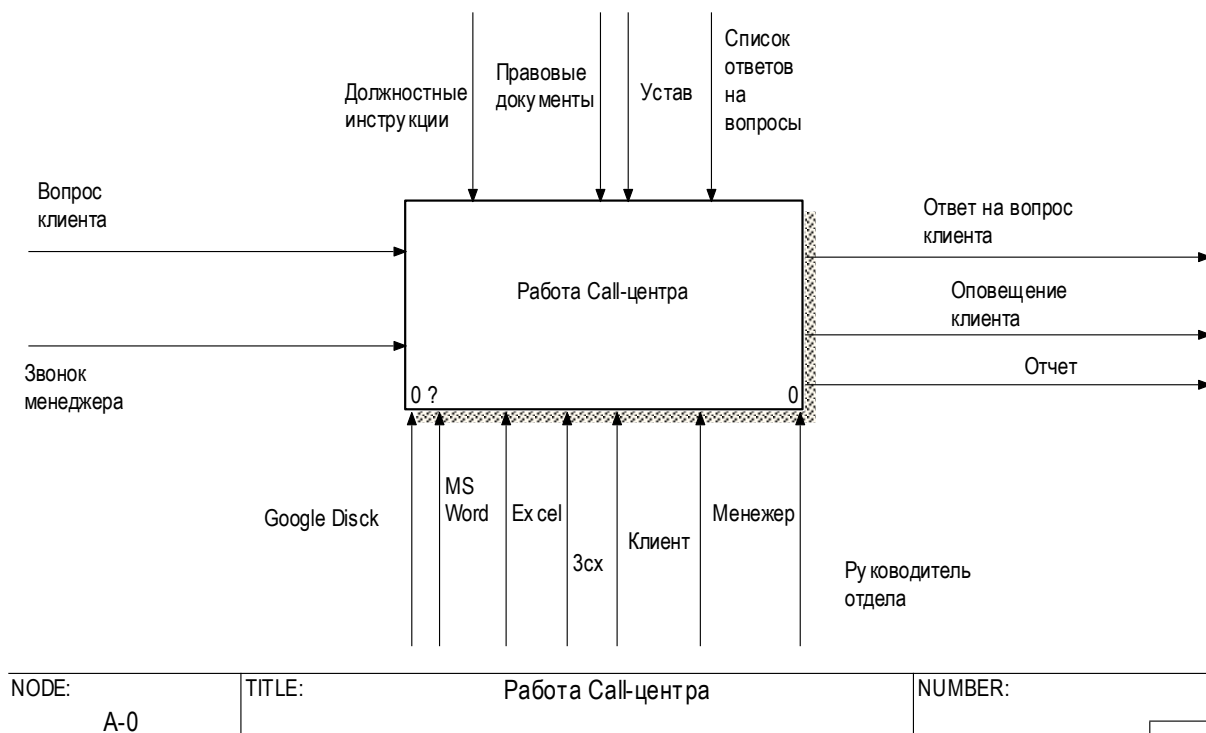 Список
ответов
на
вопросы
Правовые
документы
Устав
Должностные
инструкции
Вопрос
клиента
Ответ на вопрос
клиента
Работа Call-центра
Оповещение
клиента
Звонок
менеджера
Отчет
0 ?
0
Google Disck
MS
Word
Excel
3cx
Клиент
Менежер
Руководитель
отдела
NODE:
A-0
TITLE:
Работа Call-центра
NUMBER: